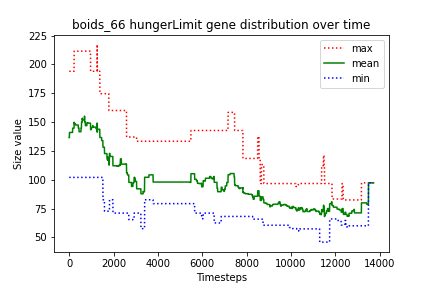 boids_66 hungerLimit gene distribution over time
max
mean
min
Size value
225
200
175
150
125
100
75
50
0
2000
4000
6000
8000
10000
12000
14000
Timesteps